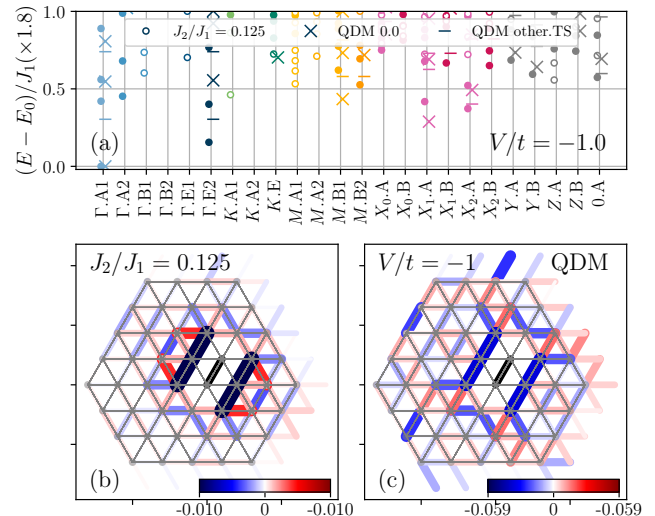 1.0
0.5
0.0
(E − E₀)/J₁(×1.8)
J₂/J₁ = 0.125
QDM 0.0
QDM other.TS
(a)
V/t = −1.0
Γ.A1
Γ.A2
Γ.B1
Γ.B2
Γ.E1
Γ.E2
K.A1
K.A2
K.E
M.A1
M.A2
M.B1
M.B2
X₀.A
X₀.B
X₁.A
X₁.B
X₂.A
X₂.B
Y.A
Y.B
Z.A
Z.B
0.A
J₂/J₁ = 0.125
(b)
-0.010
0
-0.010
V/t = −1
QDM
(c)
-0.059
0
-0.059